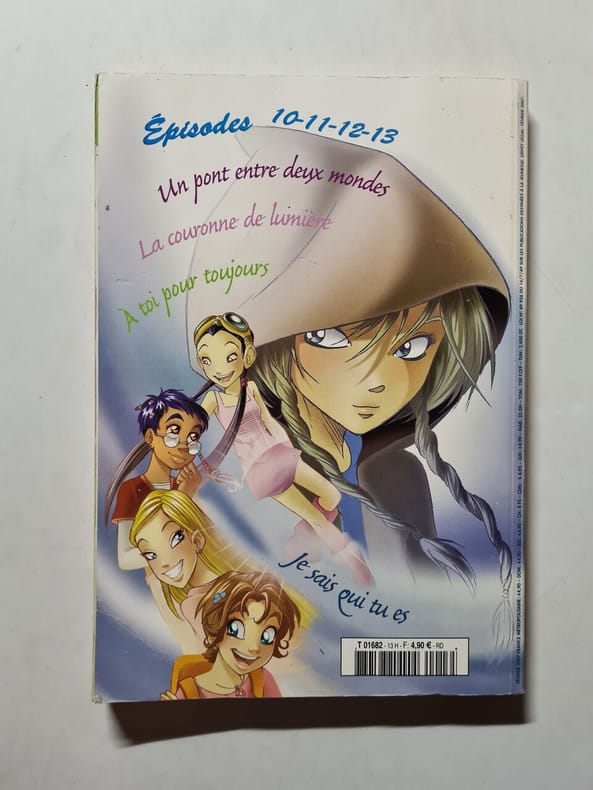 Épisodes 10-11-12-13
Un pont entre deux mondes
La couronne de lumière
À toi pour toujours
Je sais qui tu es
T 01682 - 13 H - F: 4,90 € - RD